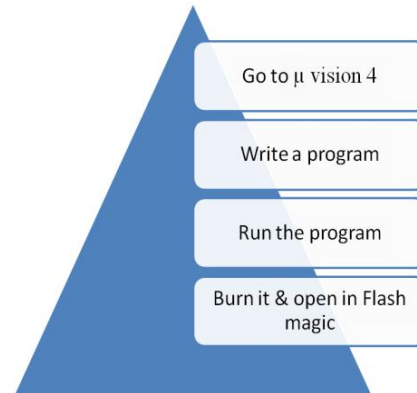 Go to µ vision 4
Write a program
Run the program
Burn it & open in Flash
magic